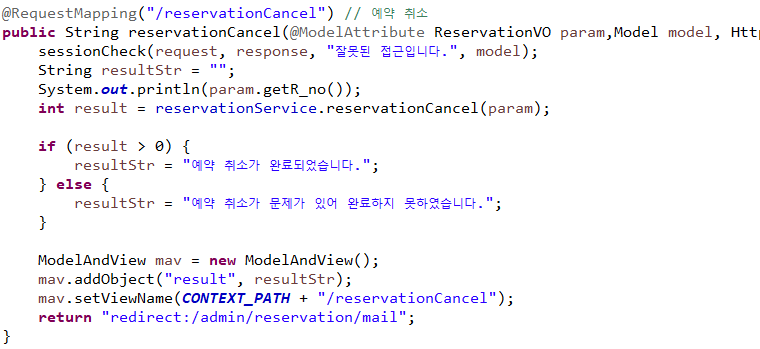 @RequestMapping("/reservationCancel") // 예약 취소
public String reservationCancel(@ModelAttribute ReservationVO param,Model model, Htt
sessionCheck(request, response, "잘못된 접근입니다.", model);
String resultStr = "";
System.out.println(param.getR_no());
int result = reservationService.reservationCancel(param);
if (result > 0) {
resultStr = "예약 취소가 완료되었습니다.";
} else {
resultStr = "예약 취소가 문제가 있어 완료하지 못하였습니다.";
}
ModelAndView mav = new ModelAndView();
mav.addObject("result", resultStr);
mav.setViewName(CONTEXT_PATH + "/reservationCancel");
return "redirect:/admin/reservation/mail";
}